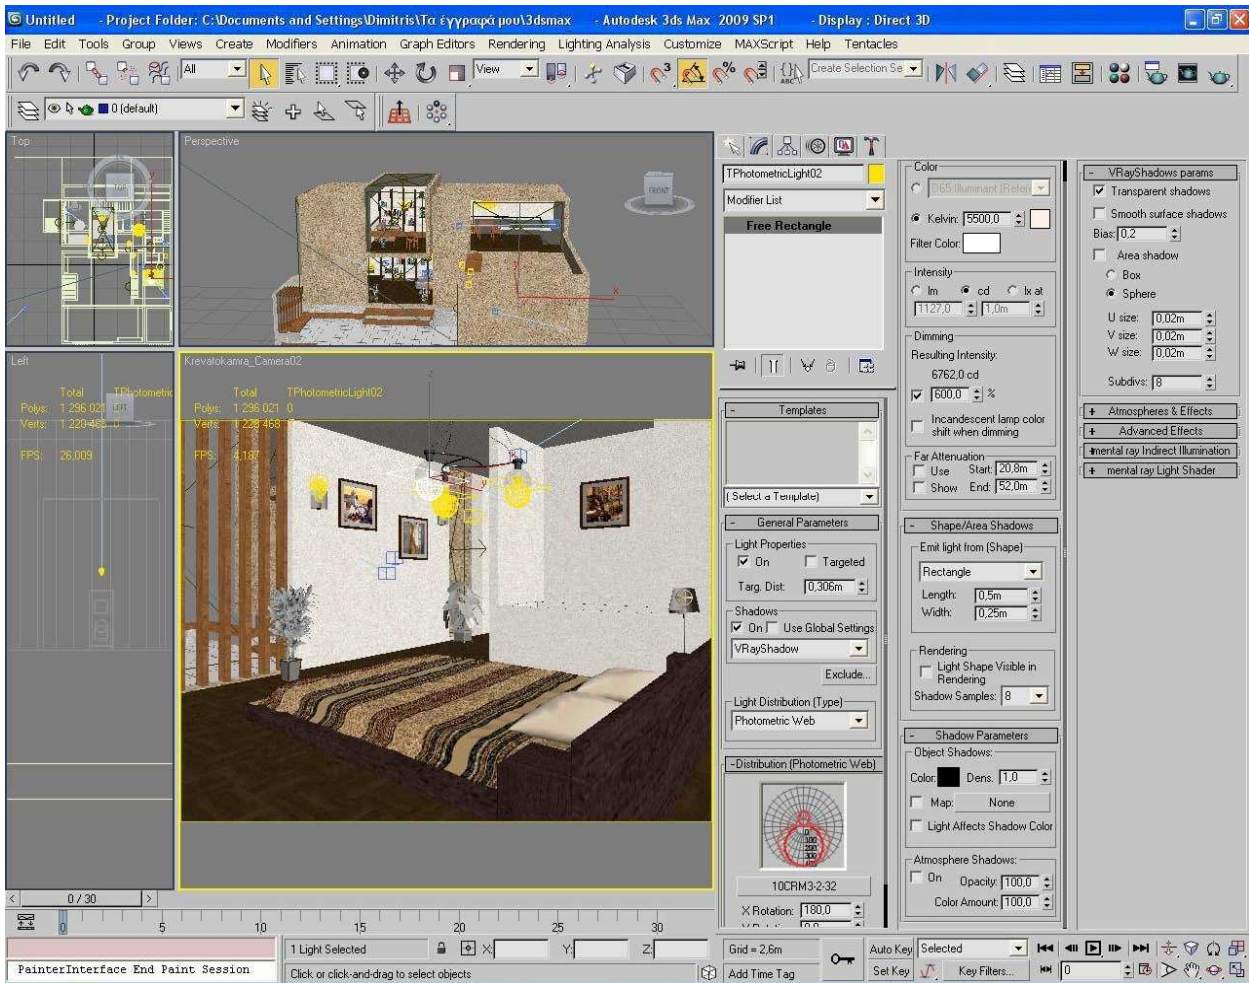 Untitled - Project Folder: C:\Documents and Settings\Dimitris\Τα έγγραφά μου\3dsmax - Autodesk 3ds Max 2009 SP1 - Display : Direct 3D
File Edit Tools Group Views Create Modifiers Animation Graph Editors Rendering Lighting Analysis Customize MAXScript Help Tentacles
All View Create Selection Se
0 (default)
Top
Perspective
FRONT
Left
Total
Polys: 1 296 021
FPS: 26,009
LEFT
Krevatokamra_Camera02
Total TPhotometricLight02
Polys: 1 296 021 0
Verts: 1 228 468 0
FPS: 4,187
TPhotometricLight02
Modifier List
Free Rectangle
- Templates
(Select a Template)
- General Parameters
Light Properties
On Targeted
Targ. Dist: 0,306m
Shadows
On Use Global Settings
VRayShadow
Exclude...
Light Distribution (Type)
Photometric Web
-Distribution (Photometric Web)
10CRM3-2-32
X Rotation: 180,0
Color
Kelvin: 5500,0
Filter Color:
Intensity
lm cd lx at
1127,0 1,0m
Dimming
Resulting Intensity:
6762,0 cd
600,0 %
Incandescent lamp color
shift when dimming
Far Attenuation
Use Start: 20,8m
Show End: 52,0m
- Shape/Area Shadows
Emit light from (Shape)
Rectangle
Length: 0,5m
Width: 0,25m
Rendering
Light Shape Visible in
Rendering
Shadow Samples: 8
- Shadow Parameters
Object Shadows:
Color: Dens. 1,0
Map: None
Light Affects Shadow Color
Atmosphere Shadows:
On Opacity: 100,0
Color Amount: 100,0
- VRayShadows params
Transparent shadows
Smooth surface shadows
Bias: 0,2
Area shadow
Box
Sphere
U size: 0,02m
V size: 0,02m
W size: 0,02m
Subdivs: 8
+ Atmospheres & Effects
+ Advanced Effects
mental ray Indirect Illumination
+ mental ray Light Shader
0 / 30
0 5 10 15 20 25 30
1 Light Selected X: Y: Z: Grid = 2,6m Auto Key Selected
PainterInterface End Paint Session Click or click-and-drag to select objects Add Time Tag Set Key Key Filters... 0